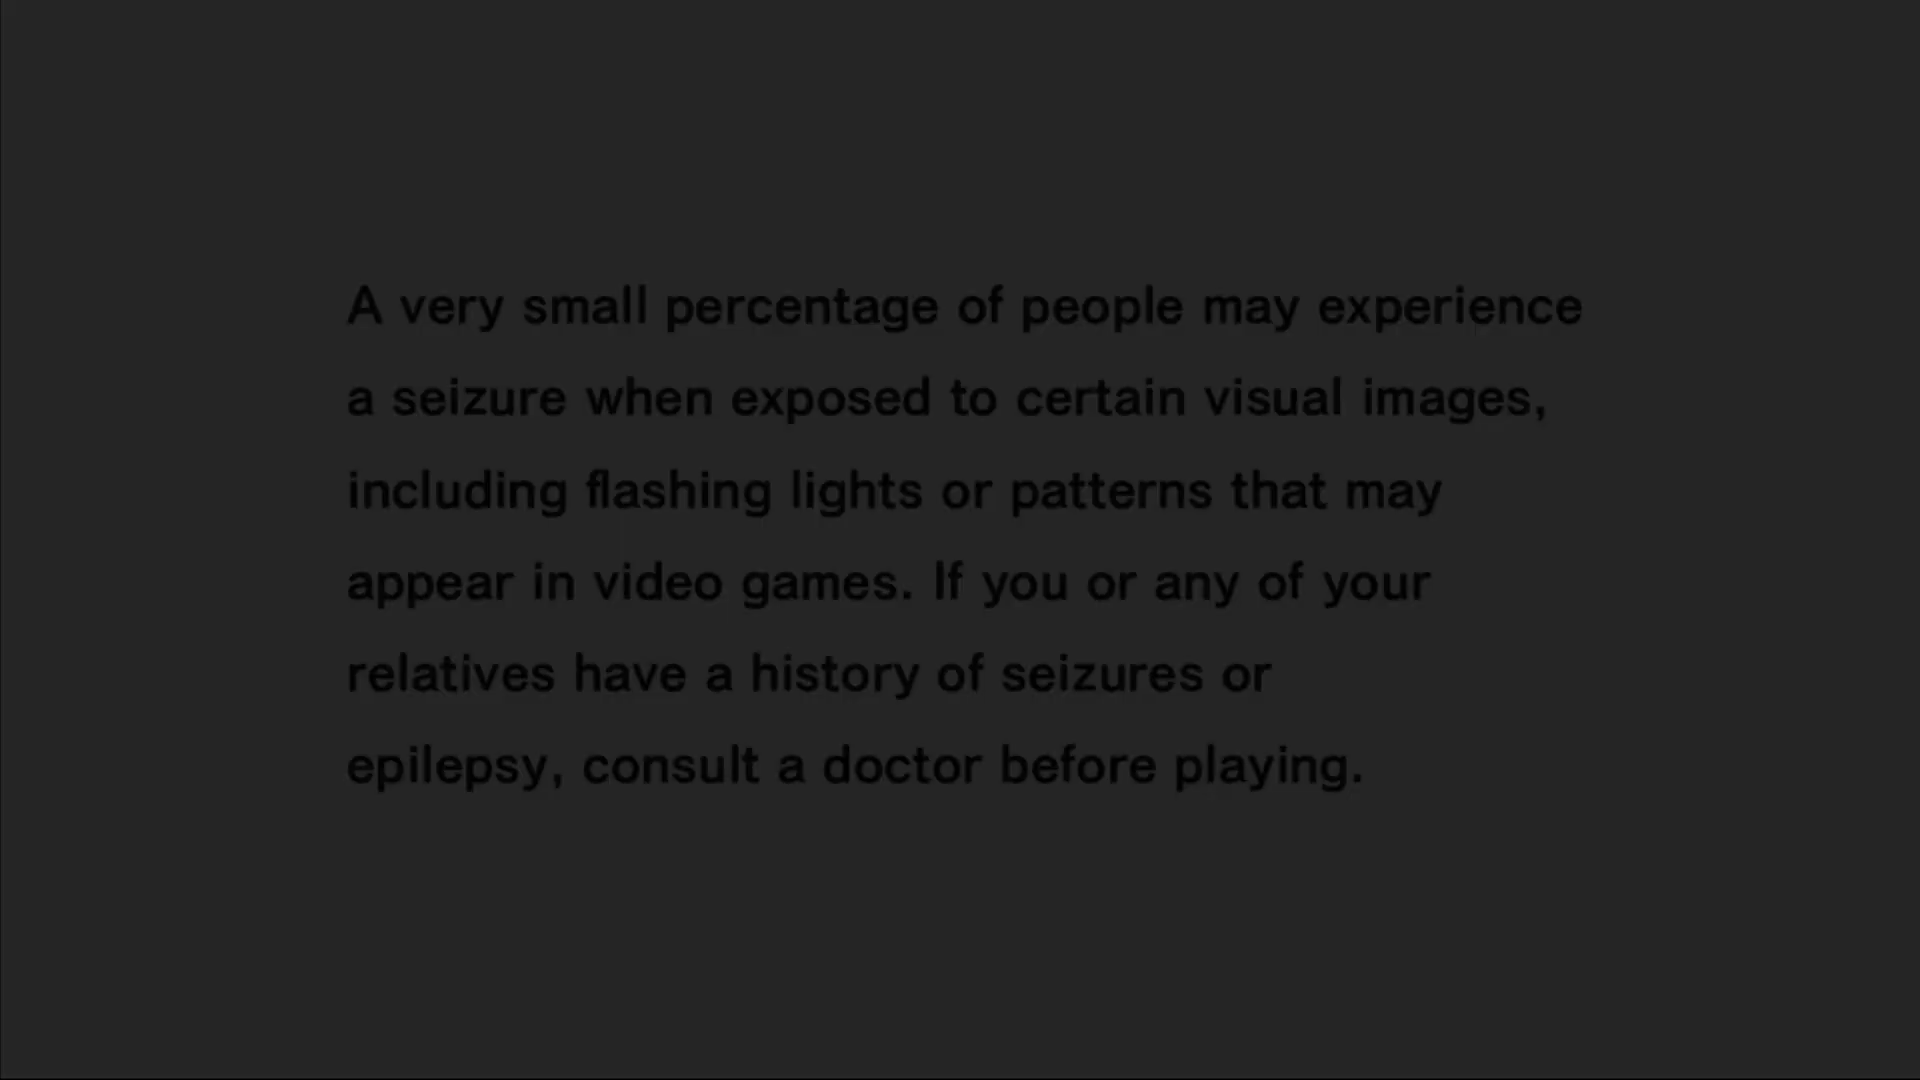 A very small percentage of people may experience
a seizure when exposed to certain visual images,
including flashing lights or patterns that may
appear in video games. If you or any of your
relatives have a history of seizures or
epilepsy, consult a doctor before playing.